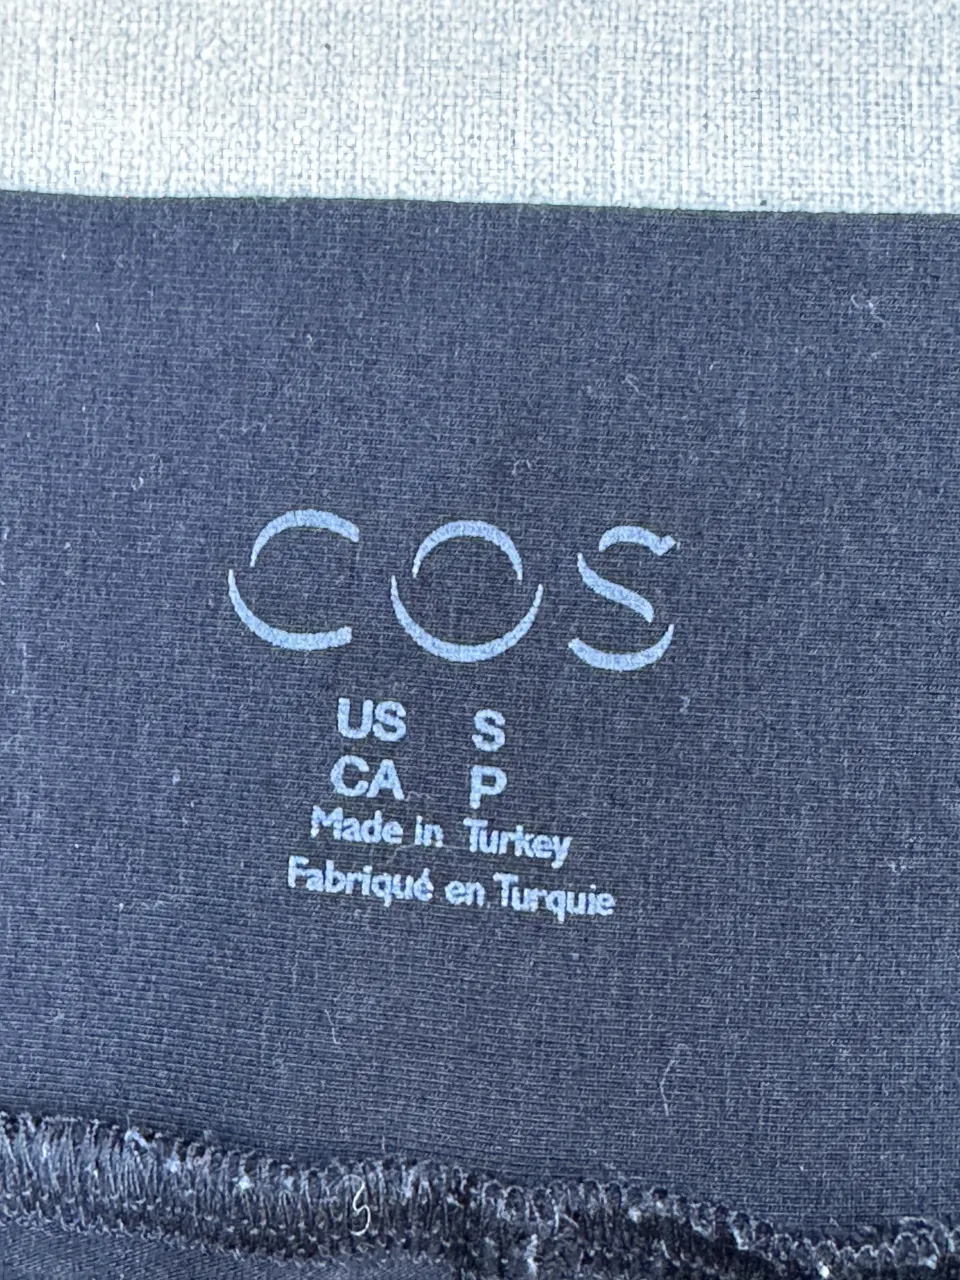 COS
US S
CA P
Made in Turkey
Fabriqué en Turquie